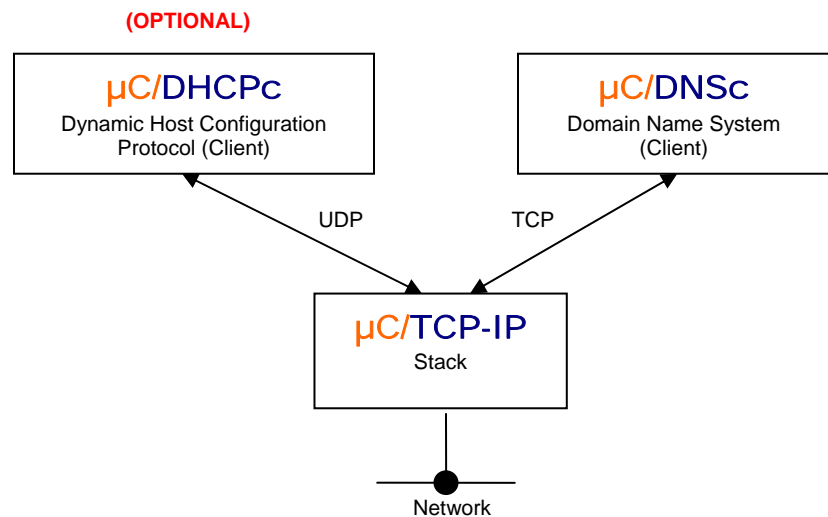 (OPTIONAL)
µC/DHCPc
Dynamic Host Configuration
Protocol (Client)
µC/DNSc
Domain Name System
(Client)
UDP
TCP
µC/TCP-IP
Stack
Network